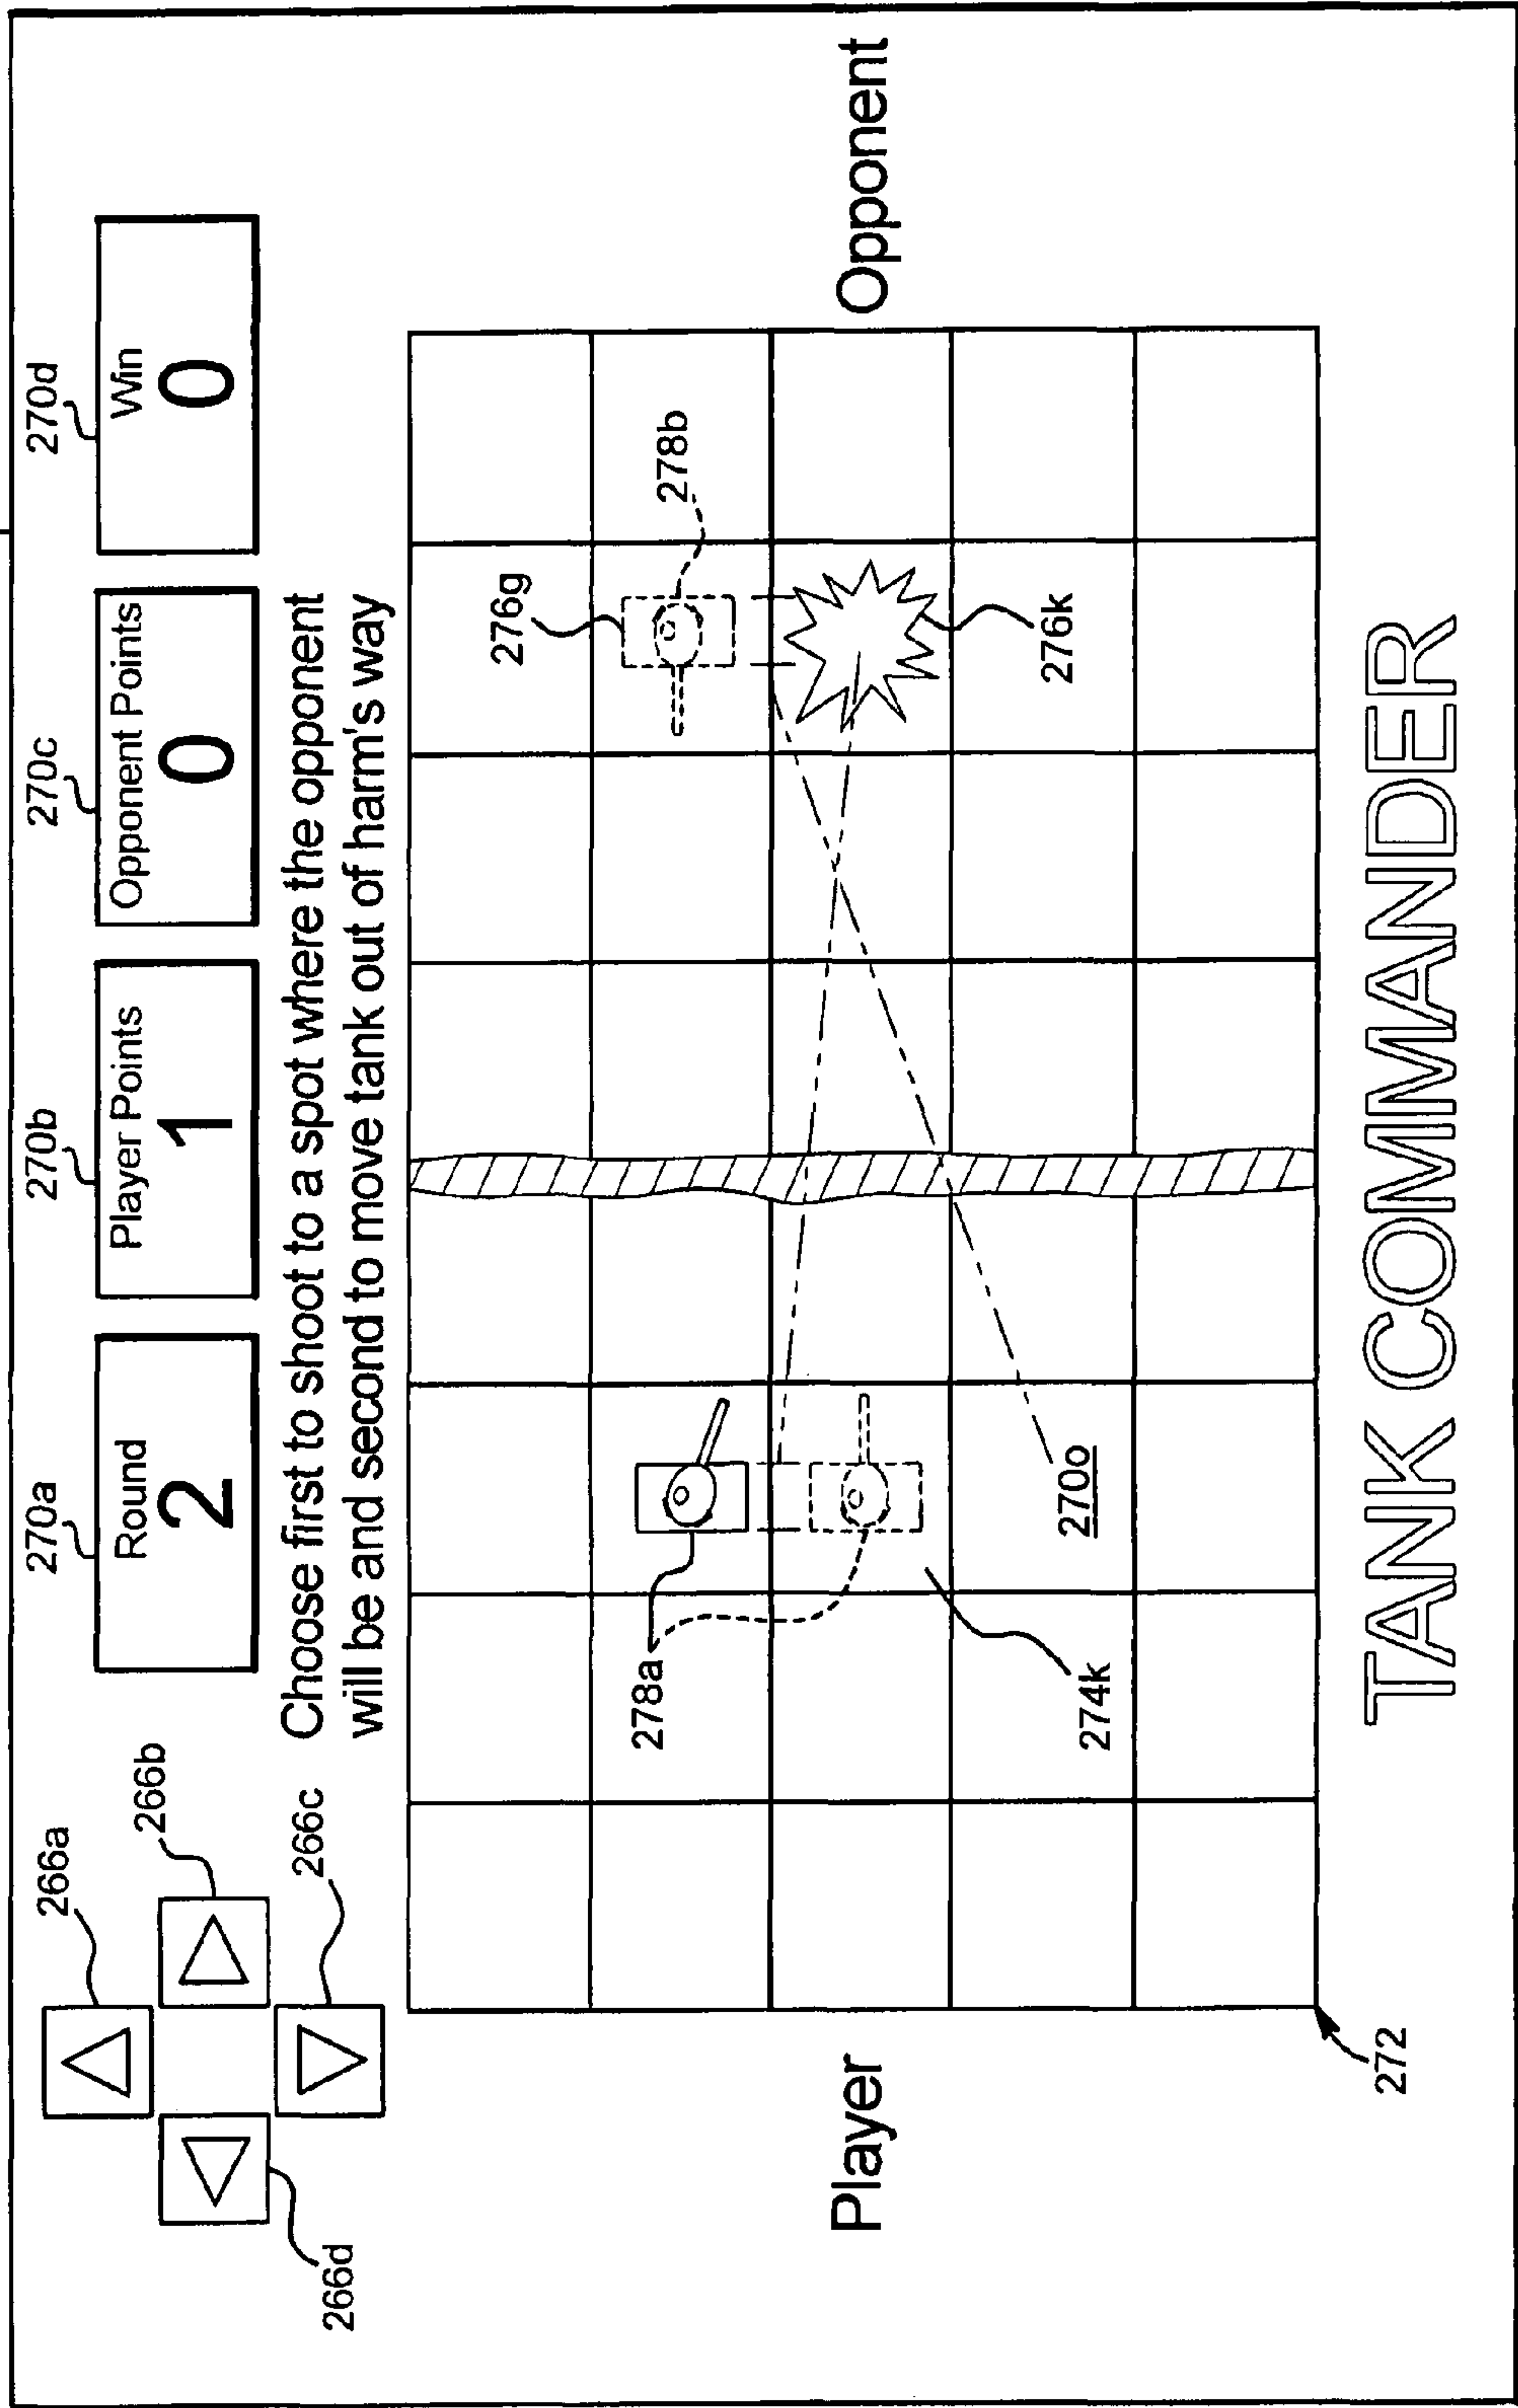 270a
270b
270c
270d
Round
2
Player Points
1
Opponent Points
0
Win
0
266a
266b
266c
266d
Choose first to shoot to a spot where the opponent
will be and second to move tank out of harm's way
276g
278b
Player
Opponent
278a
276k
270o
274k
272
TANK COMMANDER